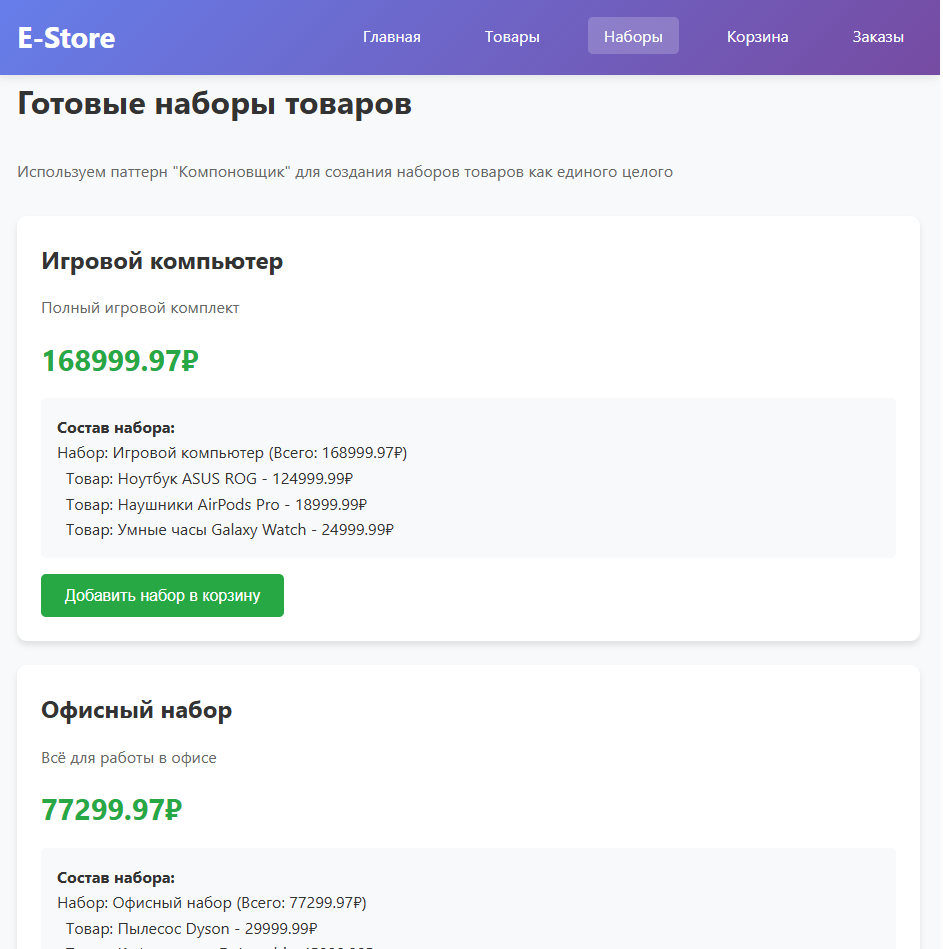 E-Store
Главная
Товары
Наборы
Корзина
Заказы
Готовые наборы товаров
Используем паттерн "Компоновщик" для создания наборов товаров как единого целого
Игровой компьютер
Полный игровой комплект
168999.97₽
Состав набора:
Набор: Игровой компьютер (Всего: 168999.97₽)
Товар: Ноутбук ASUS ROG - 124999.99₽
Товар: Наушники AirPods Pro - 18999.99₽
Товар: Умные часы Galaxy Watch - 24999.99₽
Добавить набор в корзину
Офисный набор
Всё для работы в офисе
77299.97₽
Состав набора:
Набор: Офисный набор (Всего: 77299.97₽)
Товар: Пылесос Dyson - 29999.99₽